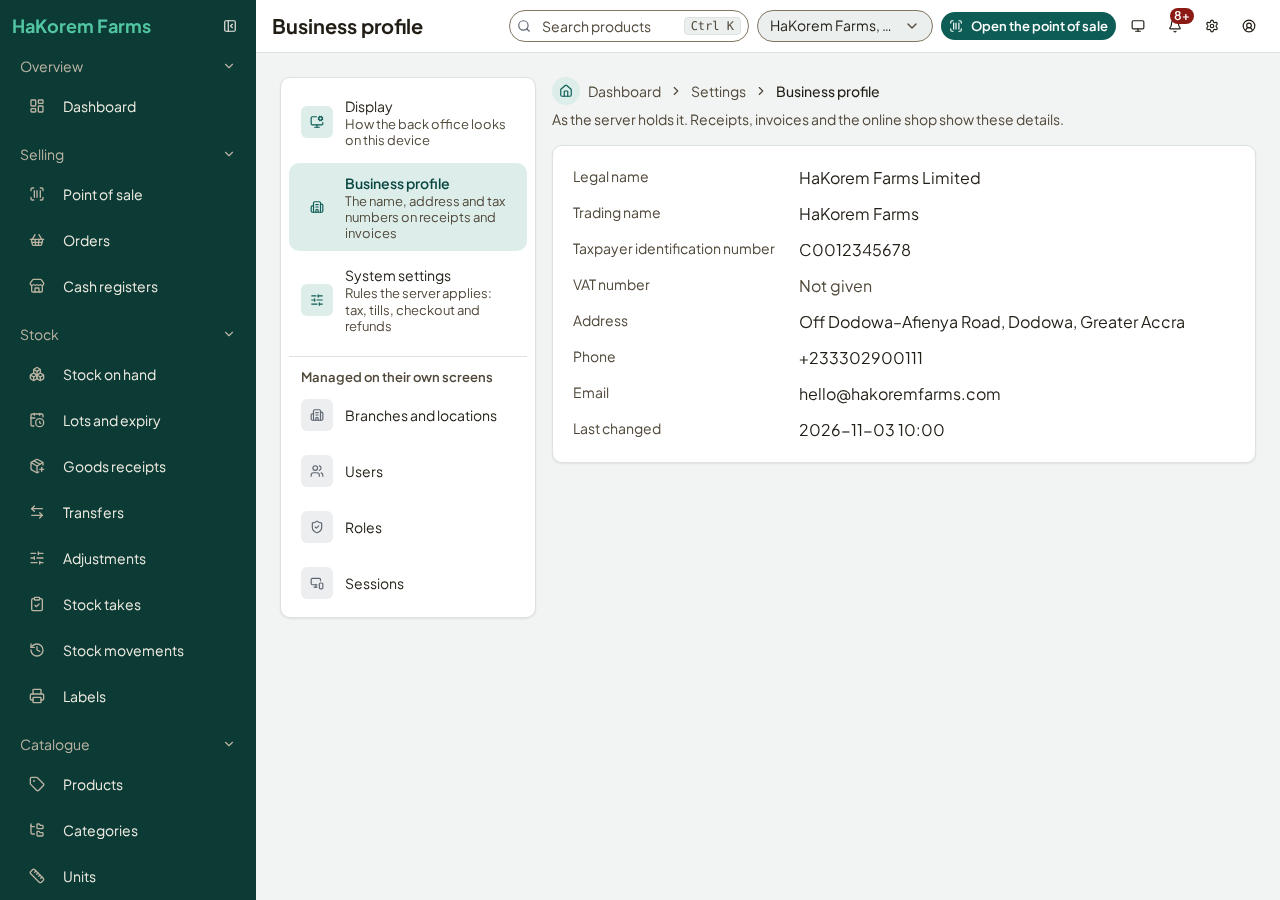 HaKorem Farms
Overview
Dashboard
Selling
Point of sale
Orders
Cash registers
Stock
Stock on hand
Lots and expiry
Goods receipts
Transfers
Adjustments
Stock takes
Stock movements
Labels
Catalogue
Products
Categories
Units
Business profile
Search products
Ctrl K
HaKorem Farms, ...
Open the point of sale
8+
Display
How the back office looks
on this device
Business profile
The name, address and tax
numbers on receipts and
invoices
System settings
Rules the server applies:
tax, tills, checkout and
refunds
Managed on their own screens
Branches and locations
Users
Roles
Sessions
Dashboard > Settings > Business profile
As the server holds it. Receipts, invoices and the online shop show these details.
Legal name HaKorem Farms Limited
Trading name HaKorem Farms
Taxpayer identification number C0012345678
VAT number Not given
Address Off Dodowa–Afienya Road, Dodowa, Greater Accra
Phone +233302900111
Email hello@hakoremfarms.com
Last changed 2026-11-03 10:00